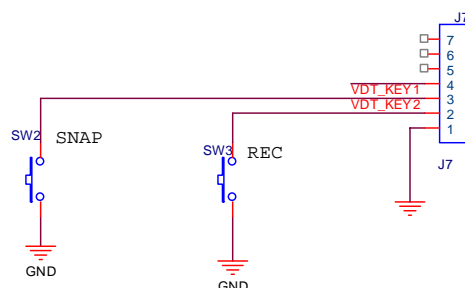 J7
7
6
5
4
VDT_KEY1
3
VDT_KEY2
2
1
SW2
SNAP
SW3
REC
J7
GND
GND